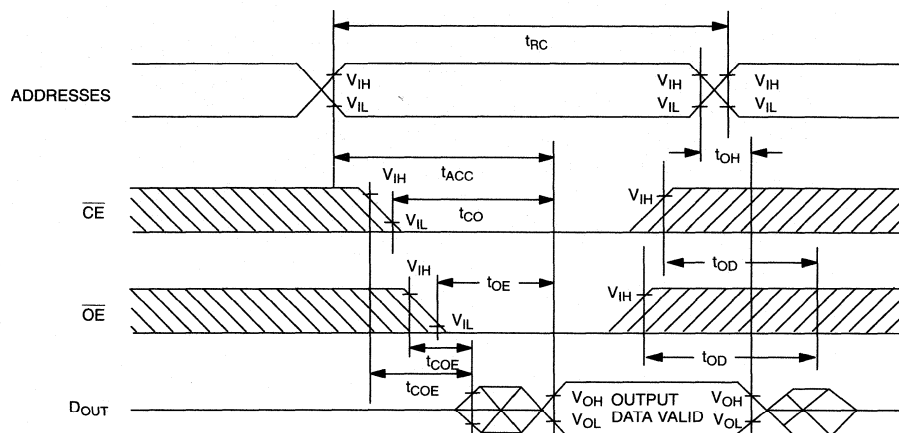 tRC
ADDRESSES
VIH
VIL
VIH
VIL
VIH
VIL
tOH
tACC
CE
VIH
VIL
tCO
VIH
tOD
OE
VIH
VIL
tOE
VIH
tOD
tCOE
tCOE
DOUT
VOH
VOL
OUTPUT
DATA VALID
VOH
VOL